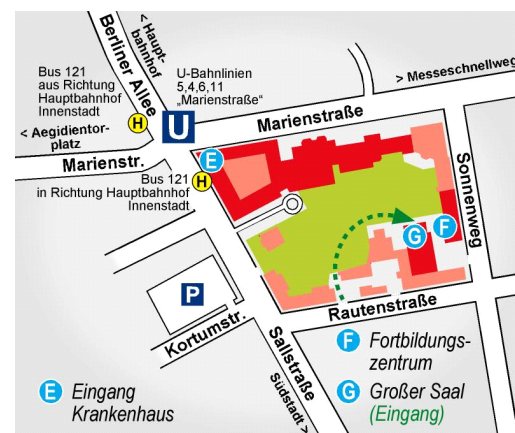 < Haupt-
bahnhof
Berliner Allee
Bus 121
aus Richtung
Hauptbahnhof
Innenstadt
U-Bahnlinien
5,4,6,11
„Marienstraße“
> Messeschnellweg
H
U
Marienstraße
< Aegidientor-
platz
Marienstr.
E
Bus 121
in Richtung Hauptbahnhof
Innenstadt
H
Sonnenweg
F
G
P
Rautenstraße
Kortumstr.
Sallstraße
Südstadt >
E Eingang
Krankenhaus
F Fortbildungs-
zentrum
G Großer Saal
(Eingang)